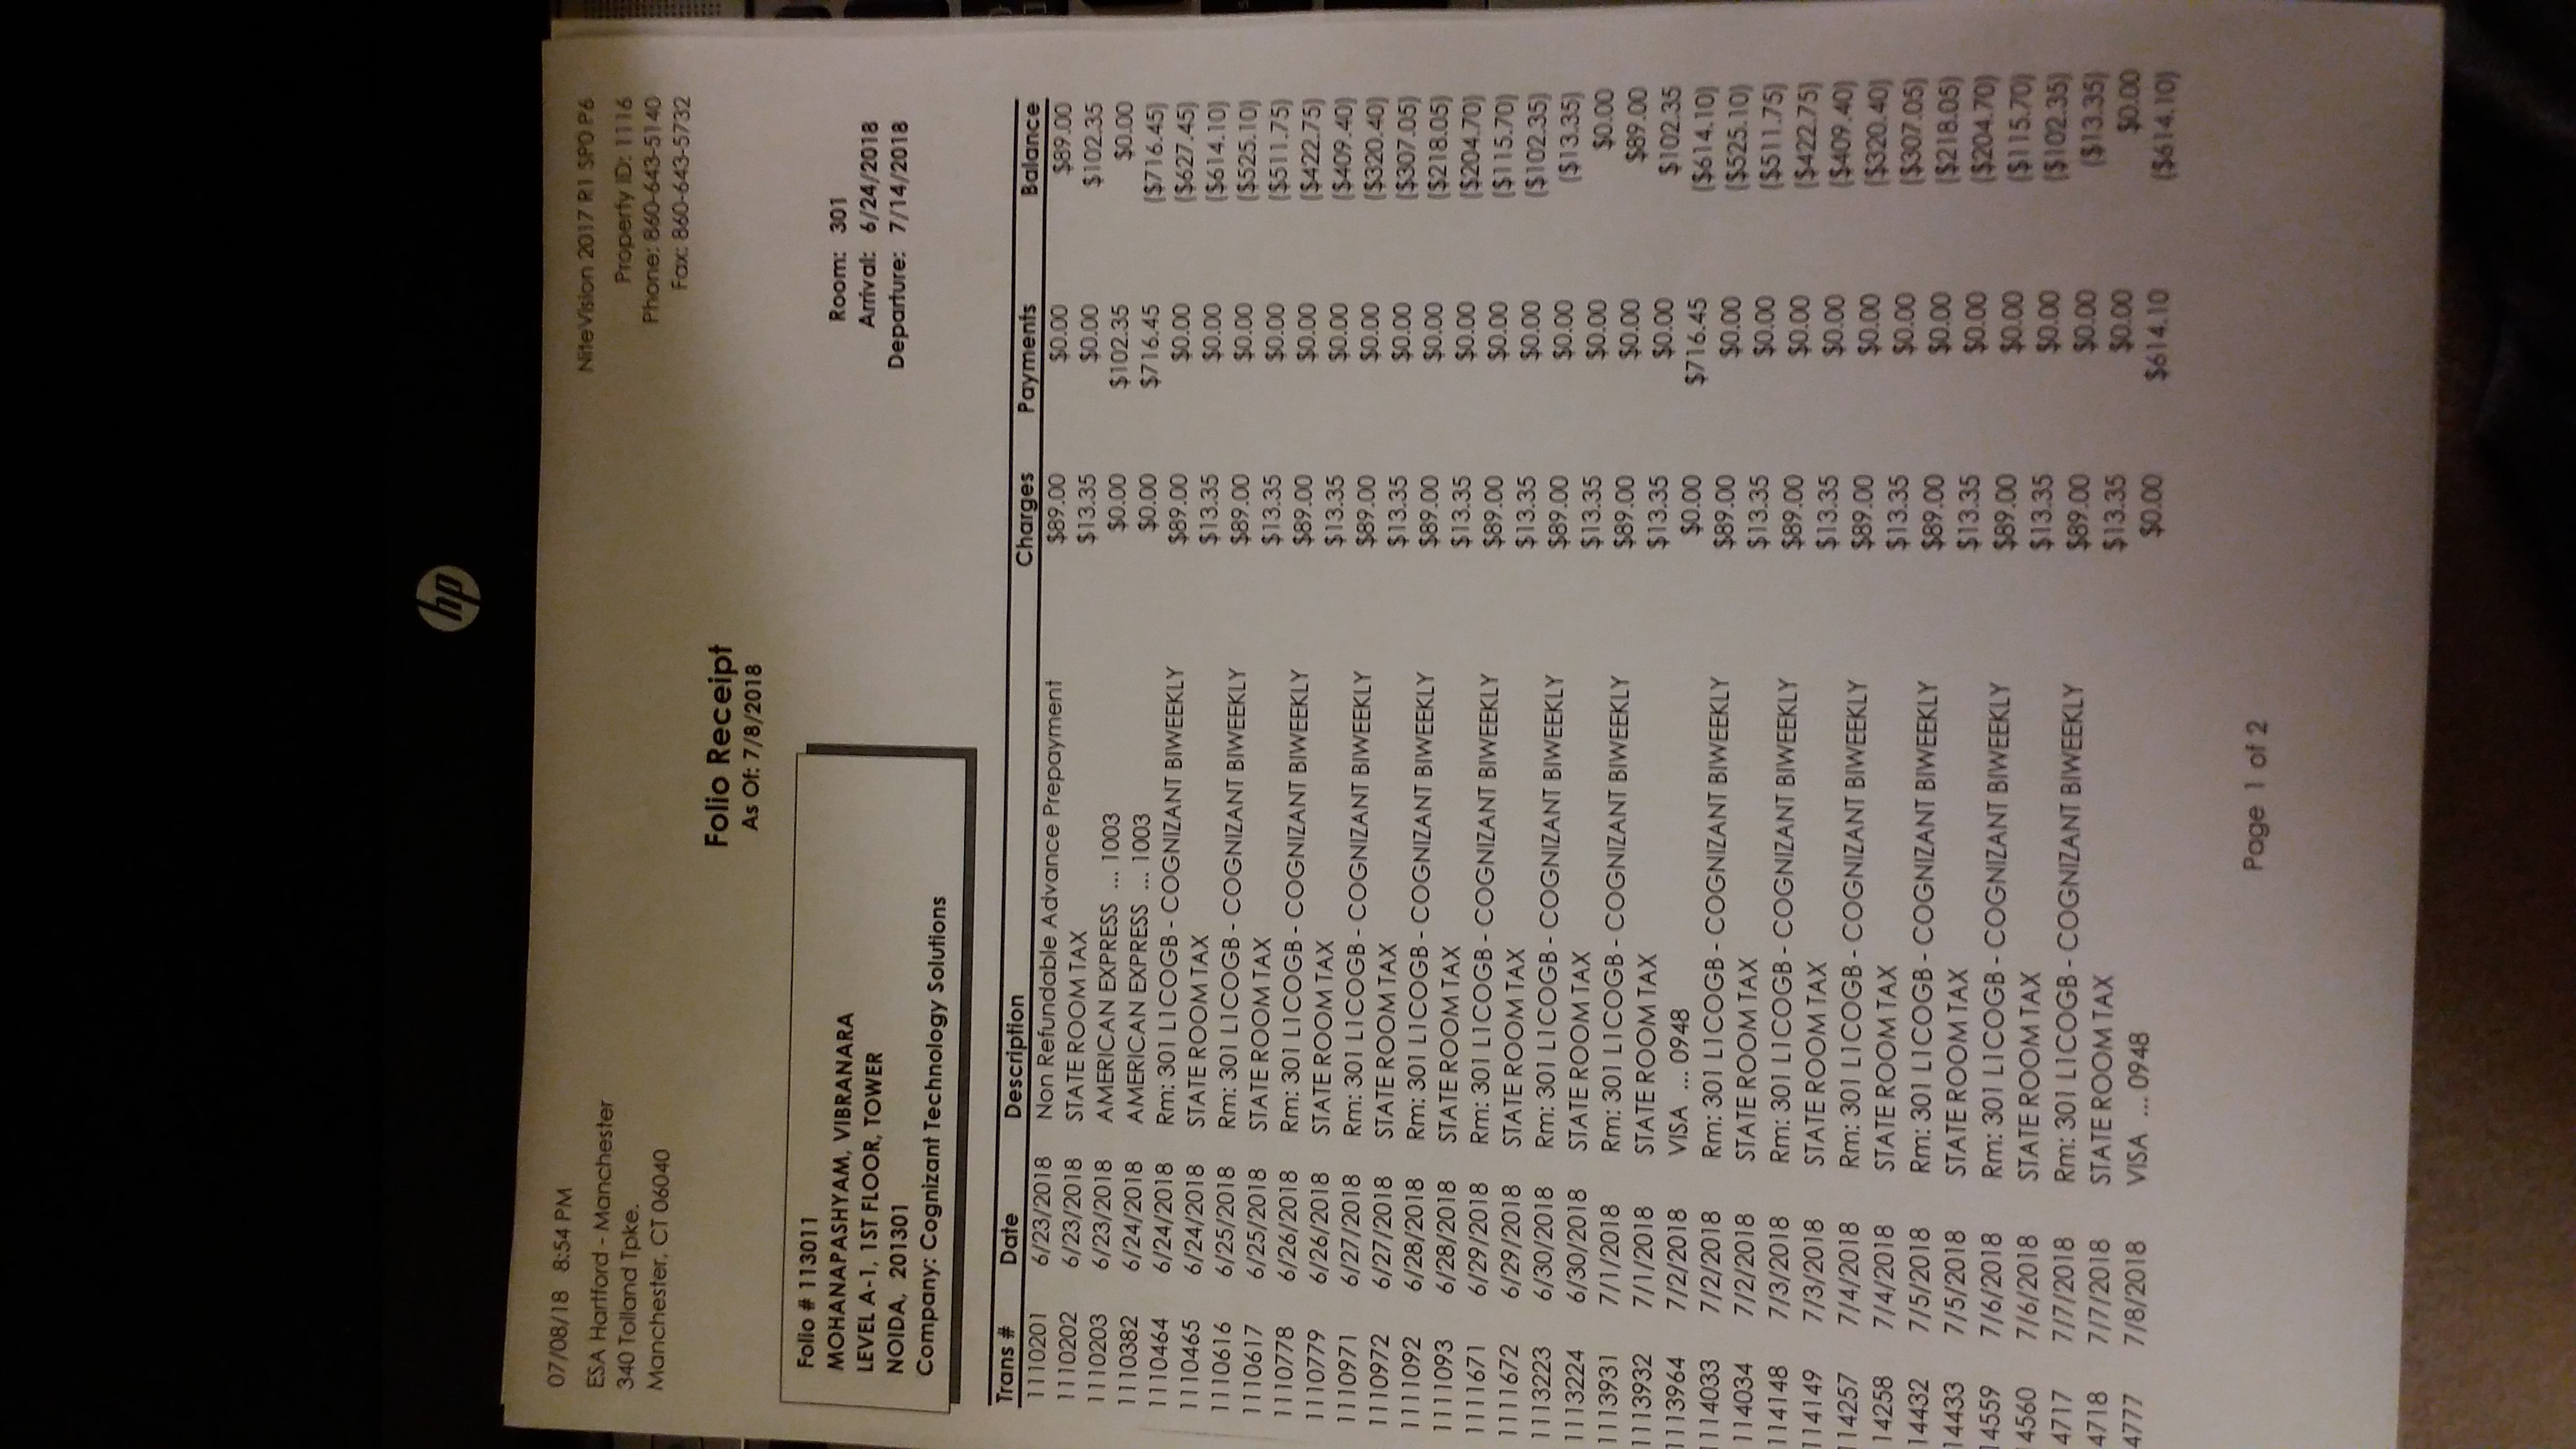 hp
07/08/18 8:54 PM
NiteVision 2017 R1 SP0 P6
ESA Hartford - Manchester
Property ID: 1116
340 Tolland Tpke.
Phone: 860-643-5140
Manchester, CT 06040
Fax: 860-643-5732
Folio Receipt
As Of: 7/8/2018
Folio # 113011
MOHANAPASHYAM, VIBRANARA
LEVEL A-1, 1ST FLOOR, TOWER
NOIDA, 201301
Company: Cognizant Technology Solutions
Room: 301
Arrival: 6/24/2018
Departure: 7/14/2018
Trans # Date Description Charges Payments Balance
1110201 6/23/2018 Non Refundable Advance Prepayment $89.00 $0.00 $89.00
1110202 6/23/2018 STATE ROOM TAX $13.35 $0.00 $102.35
1110203 6/23/2018 AMERICAN EXPRESS ... 1003 $0.00 $102.35 $0.00
1110382 6/24/2018 AMERICAN EXPRESS ... 1003 $0.00 $716.45 ($716.45)
1110464 6/24/2018 Rm: 301 L1COGB - COGNIZANT BIWEEKLY $89.00 $0.00 ($627.45)
1110465 6/24/2018 STATE ROOM TAX $13.35 $0.00 ($614.10)
1110616 6/25/2018 Rm: 301 L1COGB - COGNIZANT BIWEEKLY $89.00 $0.00 ($525.10)
1110617 6/25/2018 STATE ROOM TAX $13.35 $0.00 ($511.75)
1110778 6/26/2018 Rm: 301 L1COGB - COGNIZANT BIWEEKLY $89.00 $0.00 ($422.75)
1110779 6/26/2018 STATE ROOM TAX $13.35 $0.00 ($409.40)
1110971 6/27/2018 Rm: 301 L1COGB - COGNIZANT BIWEEKLY $89.00 $0.00 ($320.40)
1110972 6/27/2018 STATE ROOM TAX $13.35 $0.00 ($307.05)
1111092 6/28/2018 Rm: 301 L1COGB - COGNIZANT BIWEEKLY $89.00 $0.00 ($218.05)
1111093 6/28/2018 STATE ROOM TAX $13.35 $0.00 ($204.70)
1111671 6/29/2018 Rm: 301 L1COGB - COGNIZANT BIWEEKLY $89.00 $0.00 ($115.70)
1111672 6/29/2018 STATE ROOM TAX $13.35 $0.00 ($102.35)
1113223 6/30/2018 Rm: 301 L1COGB - COGNIZANT BIWEEKLY $89.00 $0.00 ($13.35)
1113224 6/30/2018 STATE ROOM TAX $13.35 $0.00 $0.00
1113931 7/1/2018 Rm: 301 L1COGB - COGNIZANT BIWEEKLY $89.00 $0.00 $89.00
1113932 7/1/2018 STATE ROOM TAX $13.35 $0.00 $102.35
1113964 7/2/2018 VISA ... 0948 $0.00 $716.45 ($614.10)
1114033 7/2/2018 Rm: 301 L1COGB - COGNIZANT BIWEEKLY $89.00 $0.00 ($525.10)
114034 7/2/2018 STATE ROOM TAX $13.35 $0.00 ($511.75)
114148 7/3/2018 Rm: 301 L1COGB - COGNIZANT BIWEEKLY $89.00 $0.00 ($422.75)
114149 7/3/2018 STATE ROOM TAX $13.35 $0.00 ($409.40)
114257 7/4/2018 Rm: 301 L1COGB - COGNIZANT BIWEEKLY $89.00 $0.00 ($320.40)
14258 7/4/2018 STATE ROOM TAX $13.35 $0.00 ($307.05)
14432 7/5/2018 Rm: 301 L1COGB - COGNIZANT BIWEEKLY $89.00 $0.00 ($218.05)
14433 7/5/2018 STATE ROOM TAX $13.35 $0.00 ($204.70)
14559 7/6/2018 Rm: 301 L1COGB - COGNIZANT BIWEEKLY $89.00 $0.00 ($115.70)
4560 7/6/2018 STATE ROOM TAX $13.35 $0.00 ($102.35)
4717 7/7/2018 Rm: 301 L1COGB - COGNIZANT BIWEEKLY $89.00 $0.00 ($13.35)
4718 7/7/2018 STATE ROOM TAX $13.35 $0.00 $0.00
4777 7/8/2018 VISA ... 0948 $0.00 $614.10 ($614.10)
Page 1 of 2